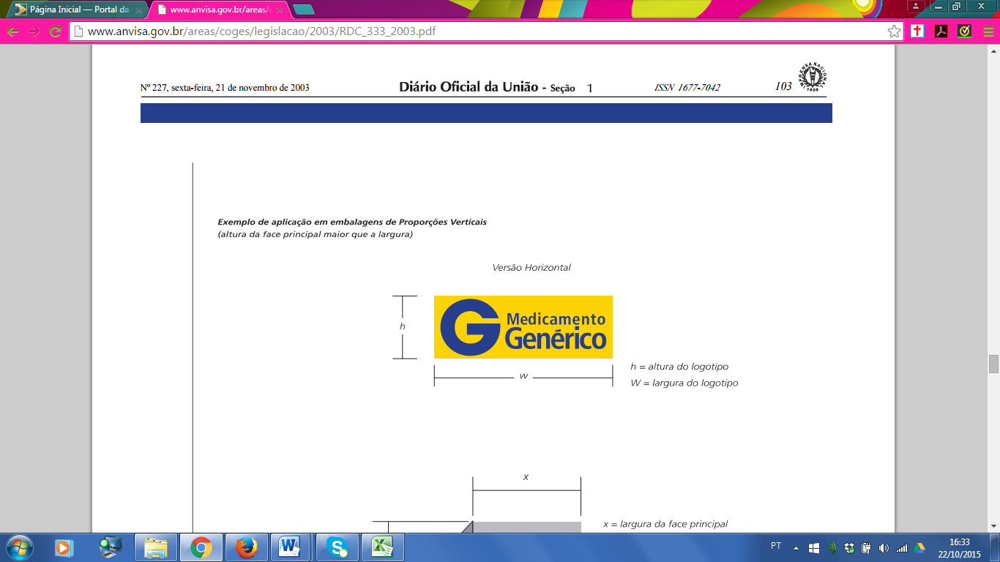 Página Inicial — Portal da
www.anvisa.gov.br/areas/
www.anvisa.gov.br/areas/coges/legislacao/2003/RDC_333_2003.pdf
Nº 227, sexta-feira, 21 de novembro de 2003
Diário Oficial da União - Seção 1
ISSN 1677-7042
103
IMPRENSA NACIONAL
1808
Exemplo de aplicação em embalagens de Proporções Verticais
(altura da face principal maior que a largura)
Versão Horizontal
h
G Medicamento
Genérico
w
h = altura do logotipo
W = largura do logotipo
x
x = largura da face principal
PT
16:33
22/10/2015